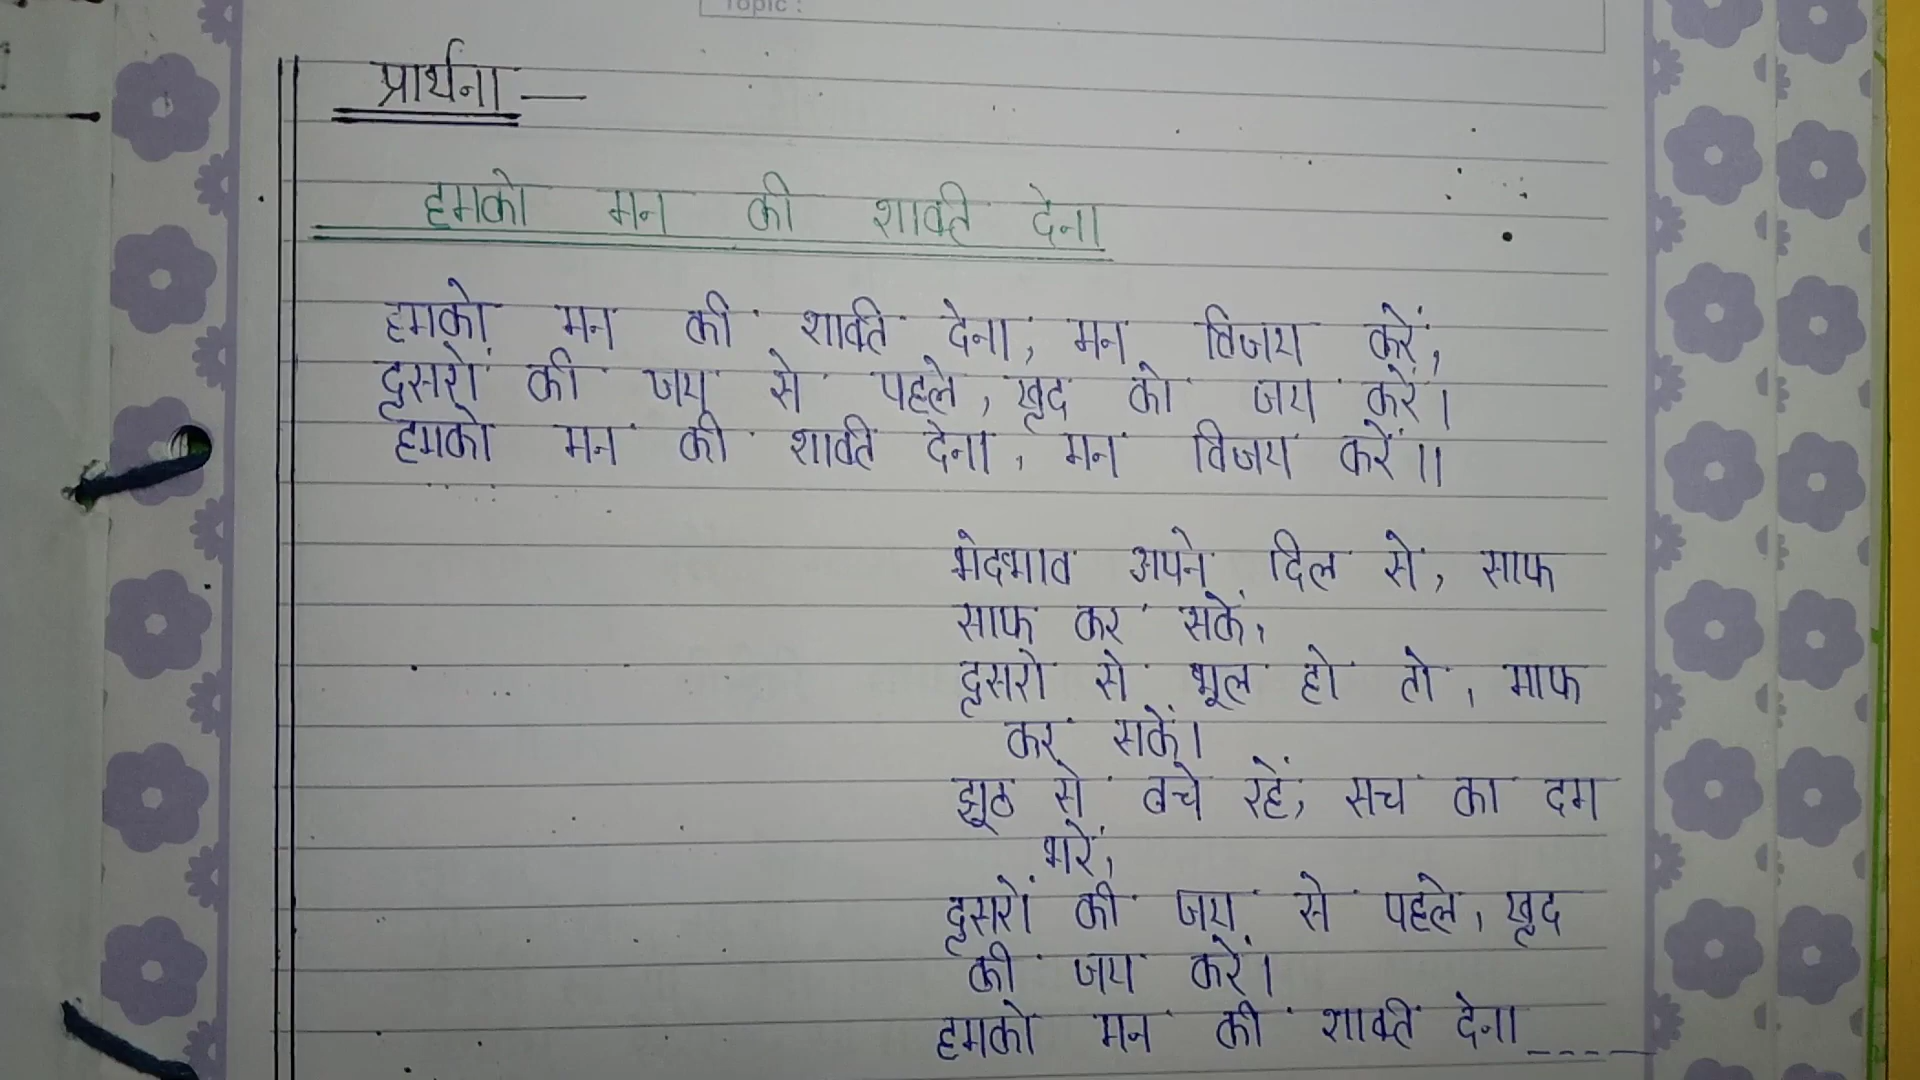 Topic :
प्रार्थना —
हमको मन की शक्ति देना
हमको मन की शक्ति देना, मन विजय करें,
दुसरों की जय से पहले, खुद को जय करें।
हमको मन की शक्ति देना, मन विजय करें॥
भेदभाव अपने दिल से, साफ
साफ कर सकें,
दुसरो से भूल हो तो, माफ
कर सकें।
झूठ से बचे रहें, सच का दम
भरें,
दुसरों की जय से पहले, खुद
की जय करें।
हमको मन की शक्ति देना _ _ _ _